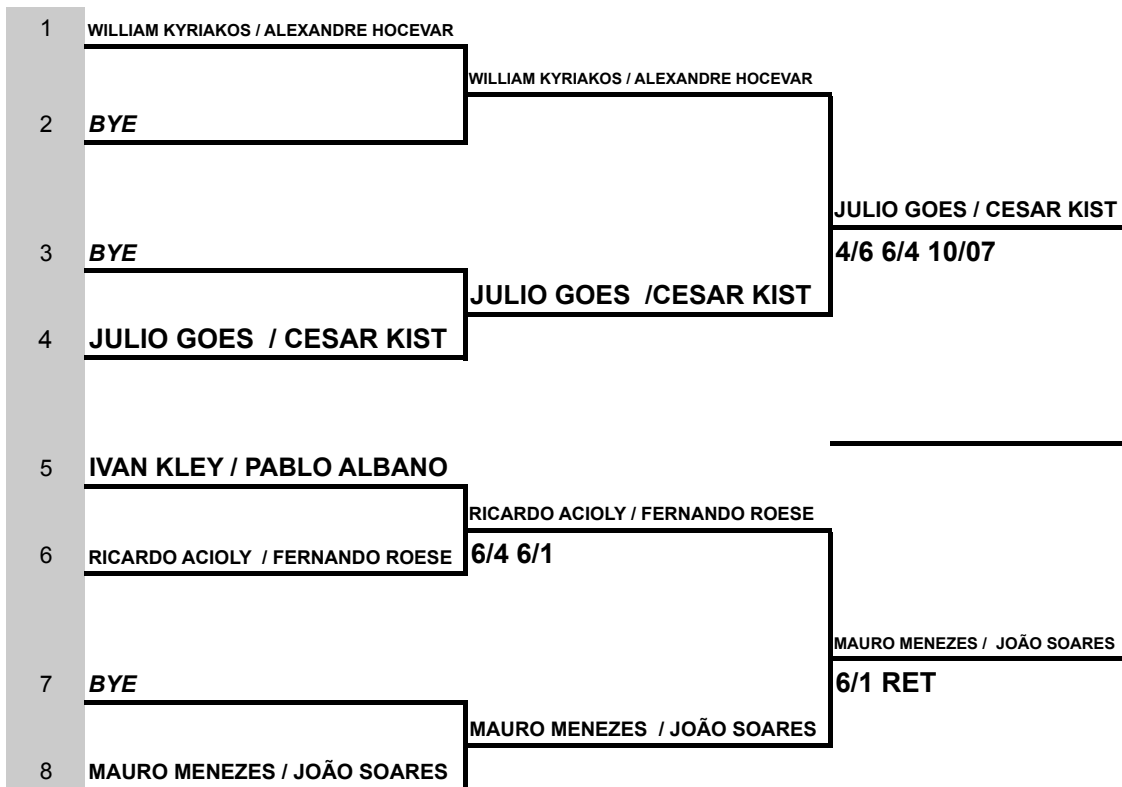 1 WILLIAM KYRIAKOS / ALEXANDRE HOCEVAR
WILLIAM KYRIAKOS / ALEXANDRE HOCEVAR
2 BYE
JULIO GOES / CESAR KIST
3 BYE
4/6 6/4 10/07
JULIO GOES /CESAR KIST
4 JULIO GOES / CESAR KIST
5 IVAN KLEY / PABLO ALBANO
RICARDO ACIOLY / FERNANDO ROESE
6 RICARDO ACIOLY / FERNANDO ROESE
6/4 6/1
MAURO MENEZES / JOÃO SOARES
7 BYE
6/1 RET
MAURO MENEZES / JOÃO SOARES
8 MAURO MENEZES / JOÃO SOARES